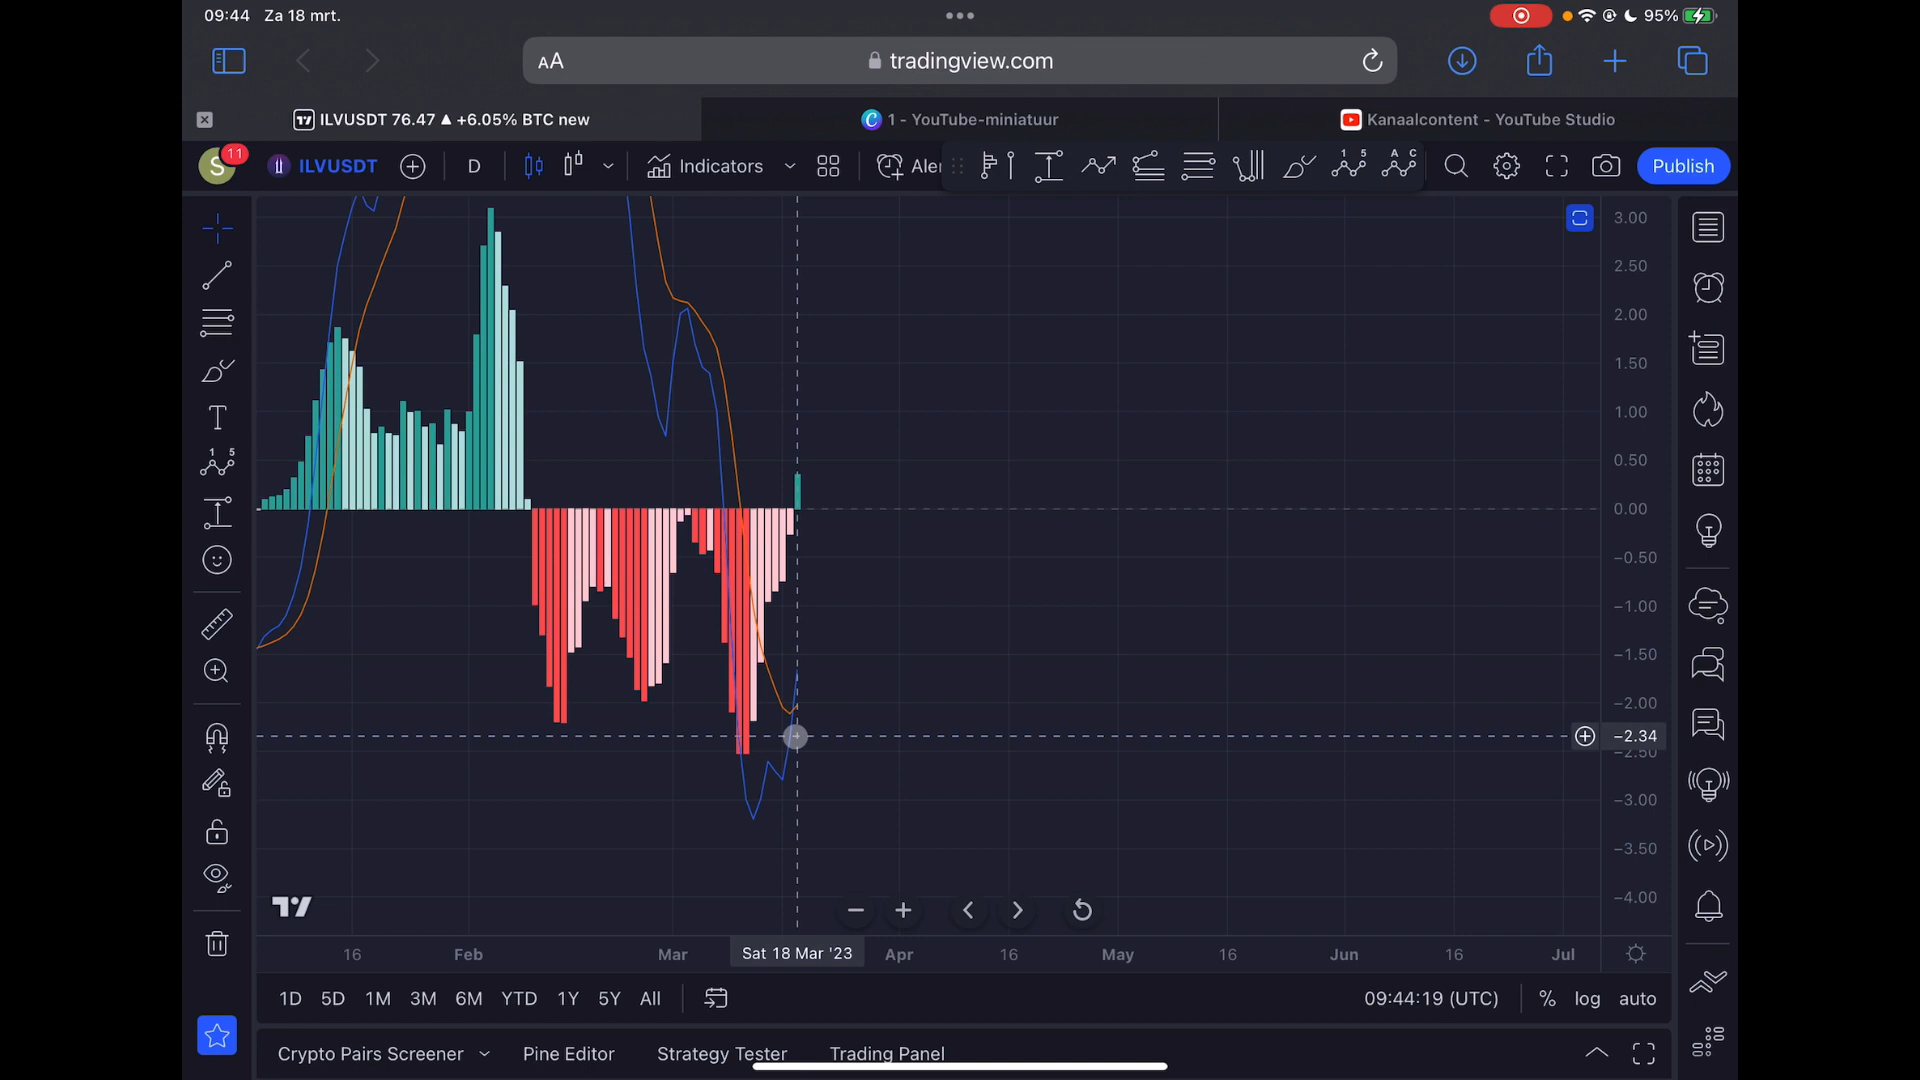 09:44 Za 18 mrt. 95%
AA tradingview.com
ILVUSDT 76.47 ▲ +6.05% BTC new 1 - YouTube-miniatuur Kanaalcontent - YouTube Studio
S 11 ILVUSDT D Indicators Aler Publish
3.00
2.50
2.00
1.50
1.00
0.50
0.00
−0.50
−1.00
−1.50
−2.00
−2.34
−2.50
−3.00
−3.50
−4.00
16 Feb Mar Sat 18 Mar '23 Apr 16 May 16 Jun 16 Jul
1D 5D 1M 3M 6M YTD 1Y 5Y All 09:44:19 (UTC) % log auto
Crypto Pairs Screener Pine Editor Strategy Tester Trading Panel